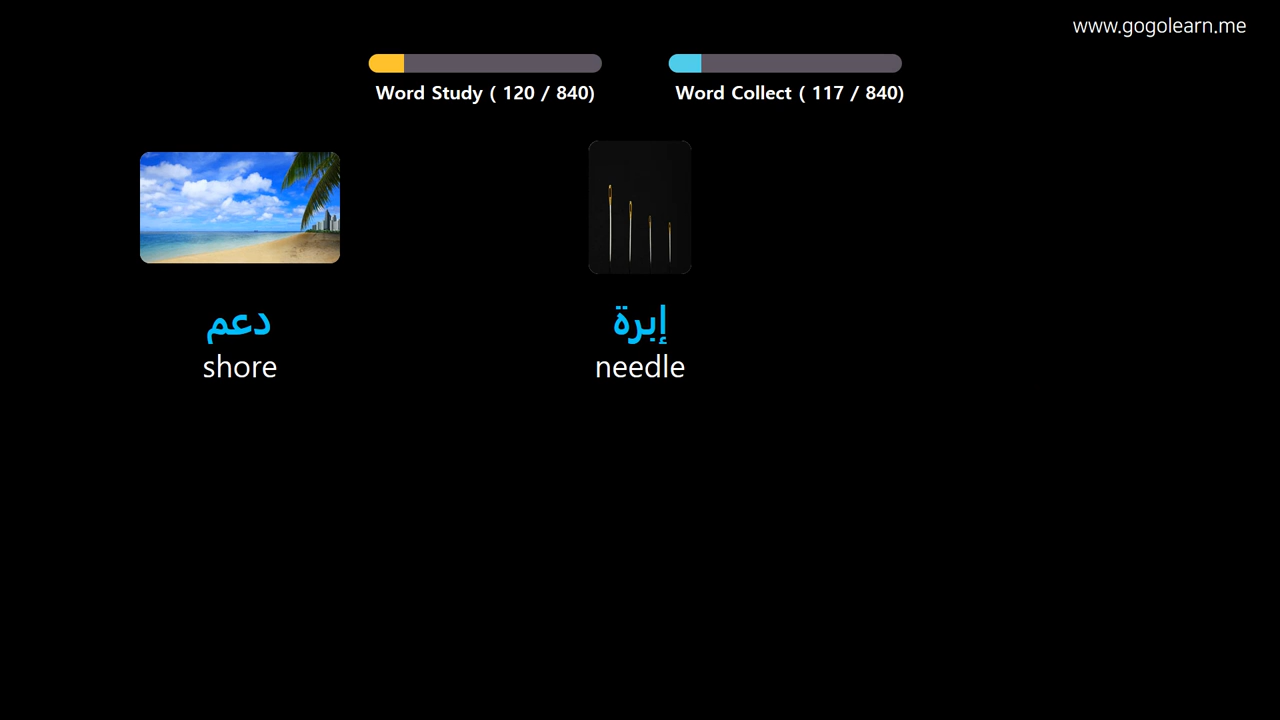 www.gogolearn.me
Word Study ( 120 / 840)
Word Collect ( 117 / 840)
دعم
shore
إبرة
needle